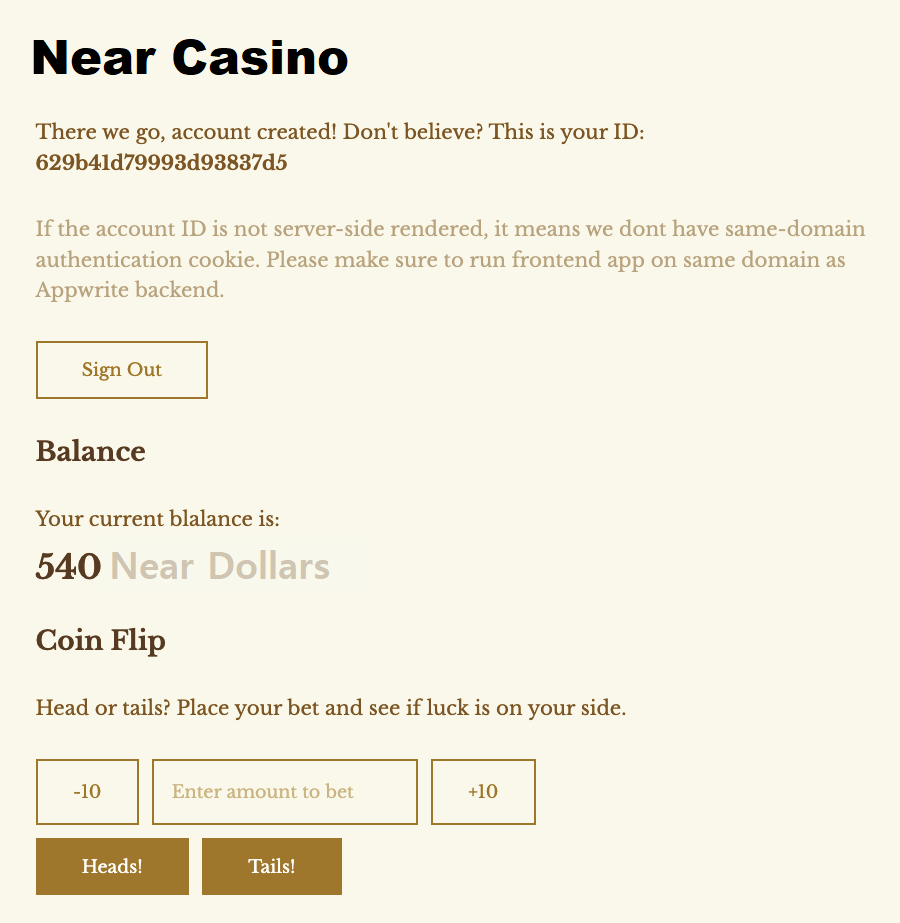 Near Casino
There we go, account created! Don't believe? This is your ID:
629b41d79993d93837d5
If the account ID is not server-side rendered, it means we dont have same-domain
authentication cookie. Please make sure to run frontend app on same domain as
Appwrite backend.
Sign Out
Balance
Your current blalance is:
540 Near Dollars
Coin Flip
Head or tails? Place your bet and see if luck is on your side.
-10 Enter amount to bet +10
Heads! Tails!